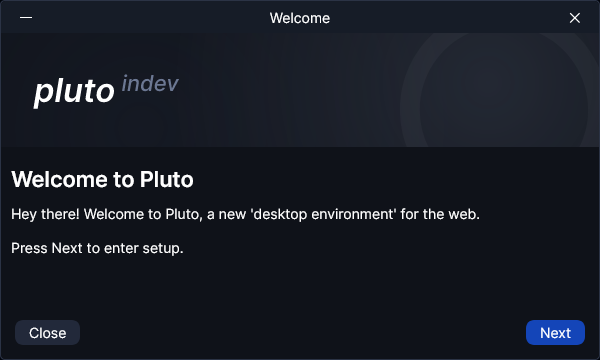 Welcome
pluto indev
Welcome to Pluto
Hey there! Welcome to Pluto, a new 'desktop environment' for the web.
Press Next to enter setup.
Close
Next